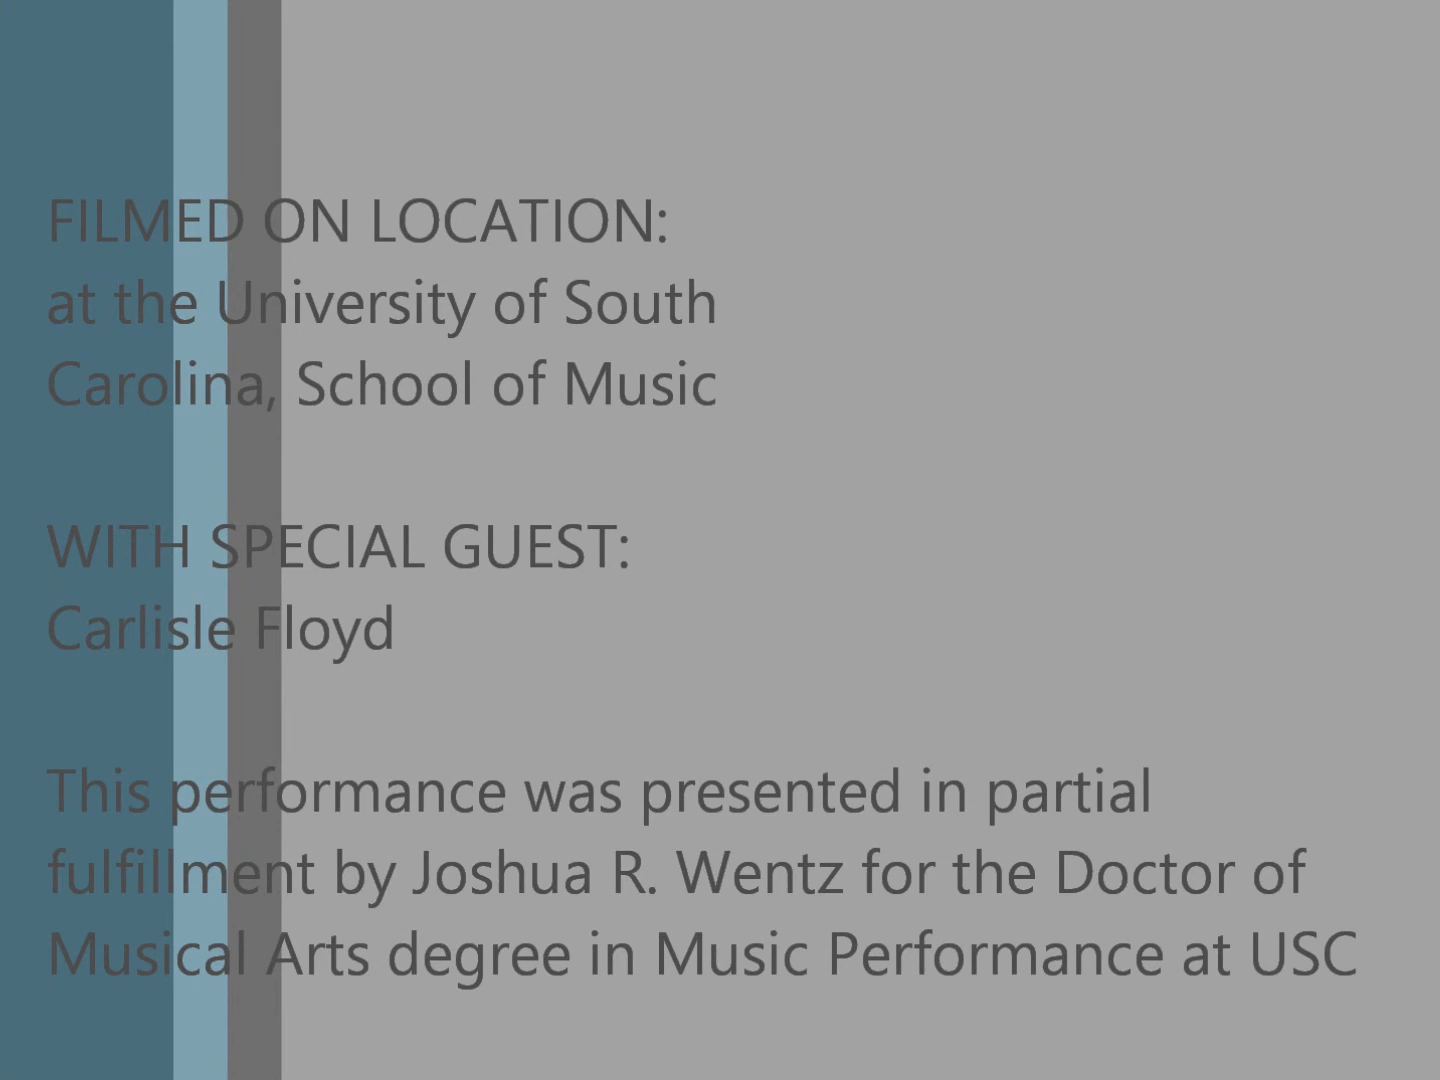 FILMED ON LOCATION:
at the University of South
Carolina, School of Music
WITH SPECIAL GUEST:
Carlisle Floyd
This performance was presented in partial
fulfillment by Joshua R. Wentz for the Doctor of
Musical Arts degree in Music Performance at USC